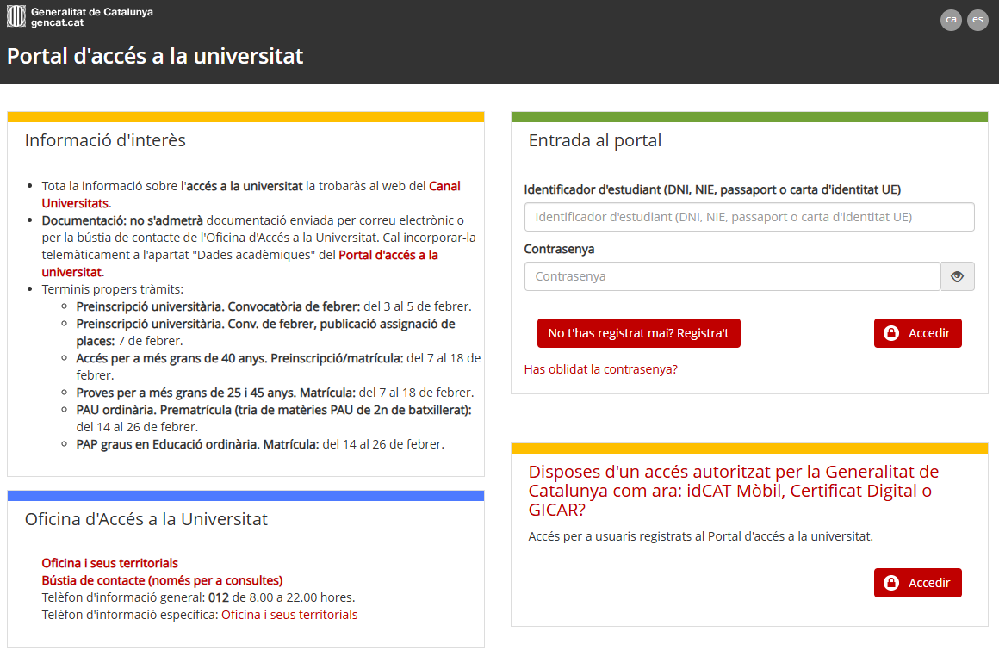 Generalitat de Catalunya
gencat.cat
ca
es
Portal d'accés a la universitat
Informació d'interès
Tota la informació sobre l'accés a la universitat la trobaràs al web del Canal
Universitats.
Documentació: no s'admetrà documentació enviada per correu electrònic o
per la bústia de contacte de l'Oficina d'Accés a la Universitat. Cal incorporar-la
telemàticament a l'apartat "Dades acadèmiques" del Portal d'accés a la
universitat.
Terminis propers tràmits:
Preinscripció universitària. Convocatòria de febrer: del 3 al 5 de febrer.
Preinscripció universitària. Conv. de febrer, publicació assignació de
places: 7 de febrer.
Accés per a més grans de 40 anys. Preinscripció/matrícula: del 7 al 18 de
febrer.
Proves per a més grans de 25 i 45 anys. Matrícula: del 7 al 18 de febrer.
PAU ordinària. Prematrícula (tria de matèries PAU de 2n de batxillerat):
del 14 al 26 de febrer.
PAP graus en Educació ordinària. Matrícula: del 14 al 26 de febrer.
Oficina d'Accés a la Universitat
Oficina i seus territorials
Bústia de contacte (només per a consultes)
Telèfon d'informació general: 012 de 8.00 a 22.00 hores.
Telèfon d'informació específica: Oficina i seus territorials
Entrada al portal
Identificador d'estudiant (DNI, NIE, passaport o carta d'identitat UE)
Identificador d'estudiant (DNI, NIE, passaport o carta d'identitat UE)
Contrasenya
Contrasenya
No t'has registrat mai? Registra't
Accedir
Has oblidat la contrasenya?
Disposes d'un accés autoritzat per la Generalitat de
Catalunya com ara: idCAT Mòbil, Certificat Digital o
GICAR?
Accés per a usuaris registrats al Portal d'accés a la universitat.
Accedir